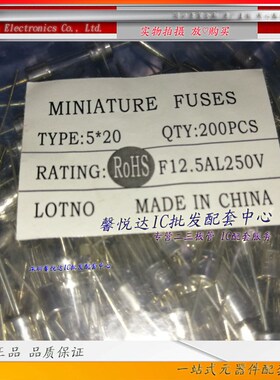 Electronics Co., Ltd.
实物拍摄 放心购买
MINIATURE FUSES
TYPE:5*20 QTY:200PCS
RATING: RoHS F12.5AL250V
LOTNO MADE IN CHINA
馨悦达IC批发配套中心
正品 品质保证
一站式元器件配